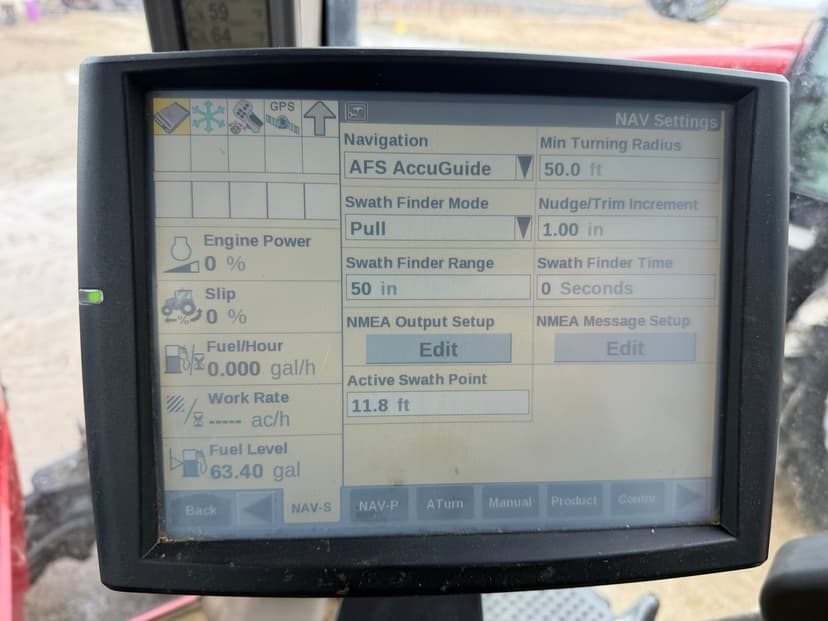 59
64
GPS
NAV Settings
Navigation
AFS AccuGuide
Min Turning Radius
50.0 ft
Swath Finder Mode
Pull
Nudge/Trim Increment
1.00 in
Swath Finder Range
50 in
Swath Finder Time
0 Seconds
NMEA Output Setup
Edit
NMEA Message Setup
Edit
Active Swath Point
11.8 ft
Engine Power
0 %
Slip
0 %
Fuel/Hour
0.000 gal/h
Work Rate
----- ac/h
Fuel Level
63.40 gal
Back
NAV-S
NAV-P
ATurn
Manual
Product
Contnr